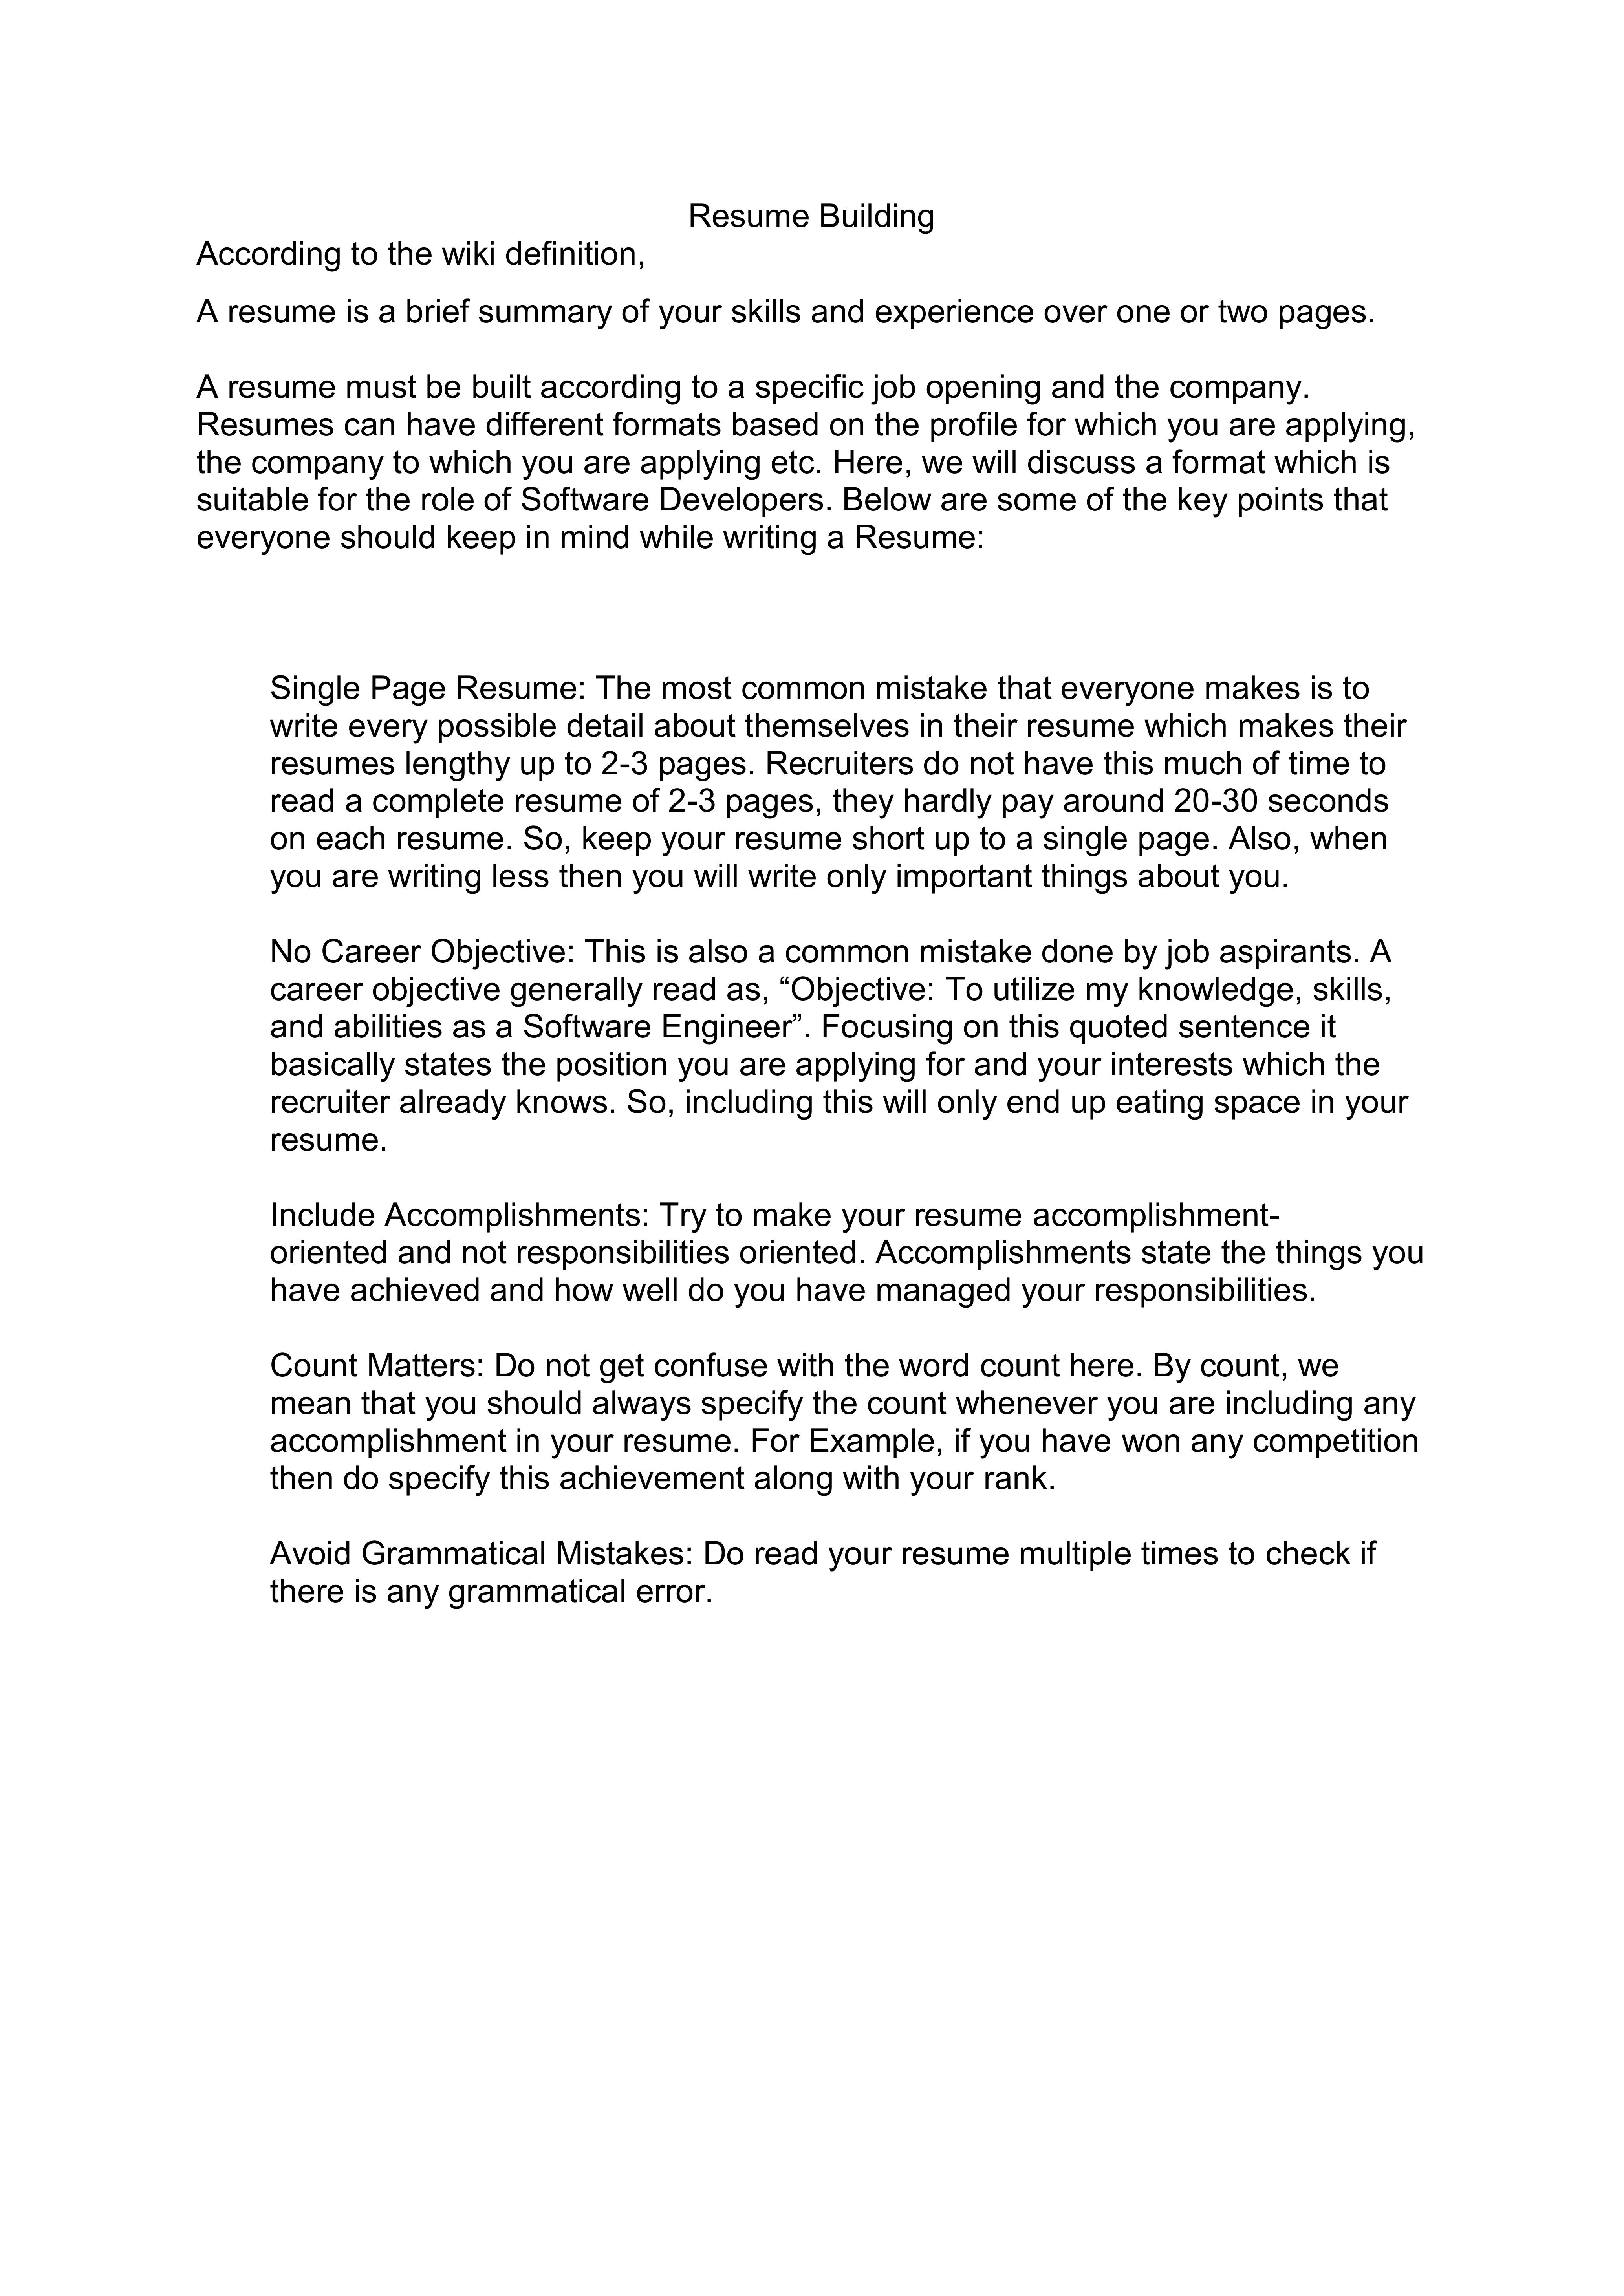 Resume Building
According to the wiki definition,
A resume is a brief summary of your skills and experience over one or two pages.
A resume must be built according to a specific job opening and the company.
Resumes can have different formats based on the profile for which you are applying,
the company to which you are applying etc. Here, we will discuss a format which is
suitable for the role of Software Developers. Below are some of the key points that
everyone should keep in mind while writing a Resume:
Single Page Resume: The most common mistake that everyone makes is to
write every possible detail about themselves in their resume which makes their
resumes lengthy up to 2-3 pages. Recruiters do not have this much of time to
read a complete resume of 2-3 pages, they hardly pay around 20-30 seconds
on each resume. So, keep your resume short up to a single page. Also, when
you are writing less then you will write only important things about you.
No Career Objective: This is also a common mistake done by job aspirants. A
career objective generally read as, “Objective: To utilize my knowledge, skills,
and abilities as a Software Engineer”. Focusing on this quoted sentence it
basically states the position you are applying for and your interests which the
recruiter already knows. So, including this will only end up eating space in your
resume.
Include Accomplishments: Try to make your resume accomplishment-
oriented and not responsibilities oriented. Accomplishments state the things you
have achieved and how well do you have managed your responsibilities.
Count Matters: Do not get confuse with the word count here. By count, we
mean that you should always specify the count whenever you are including any
accomplishment in your resume. For Example, if you have won any competition
then do specify this achievement along with your rank.
Avoid Grammatical Mistakes: Do read your resume multiple times to check if
there is any grammatical error.